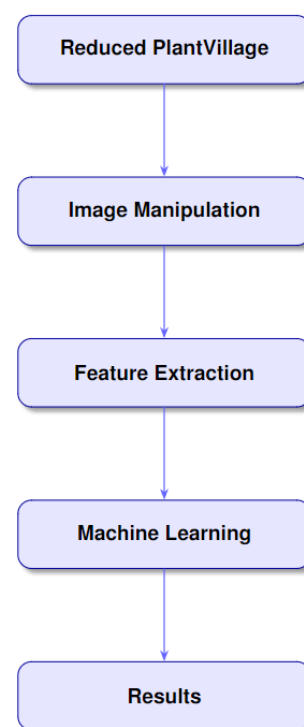 Reduced PlantVillage
Image Manipulation
Feature Extraction
Machine Learning
Results